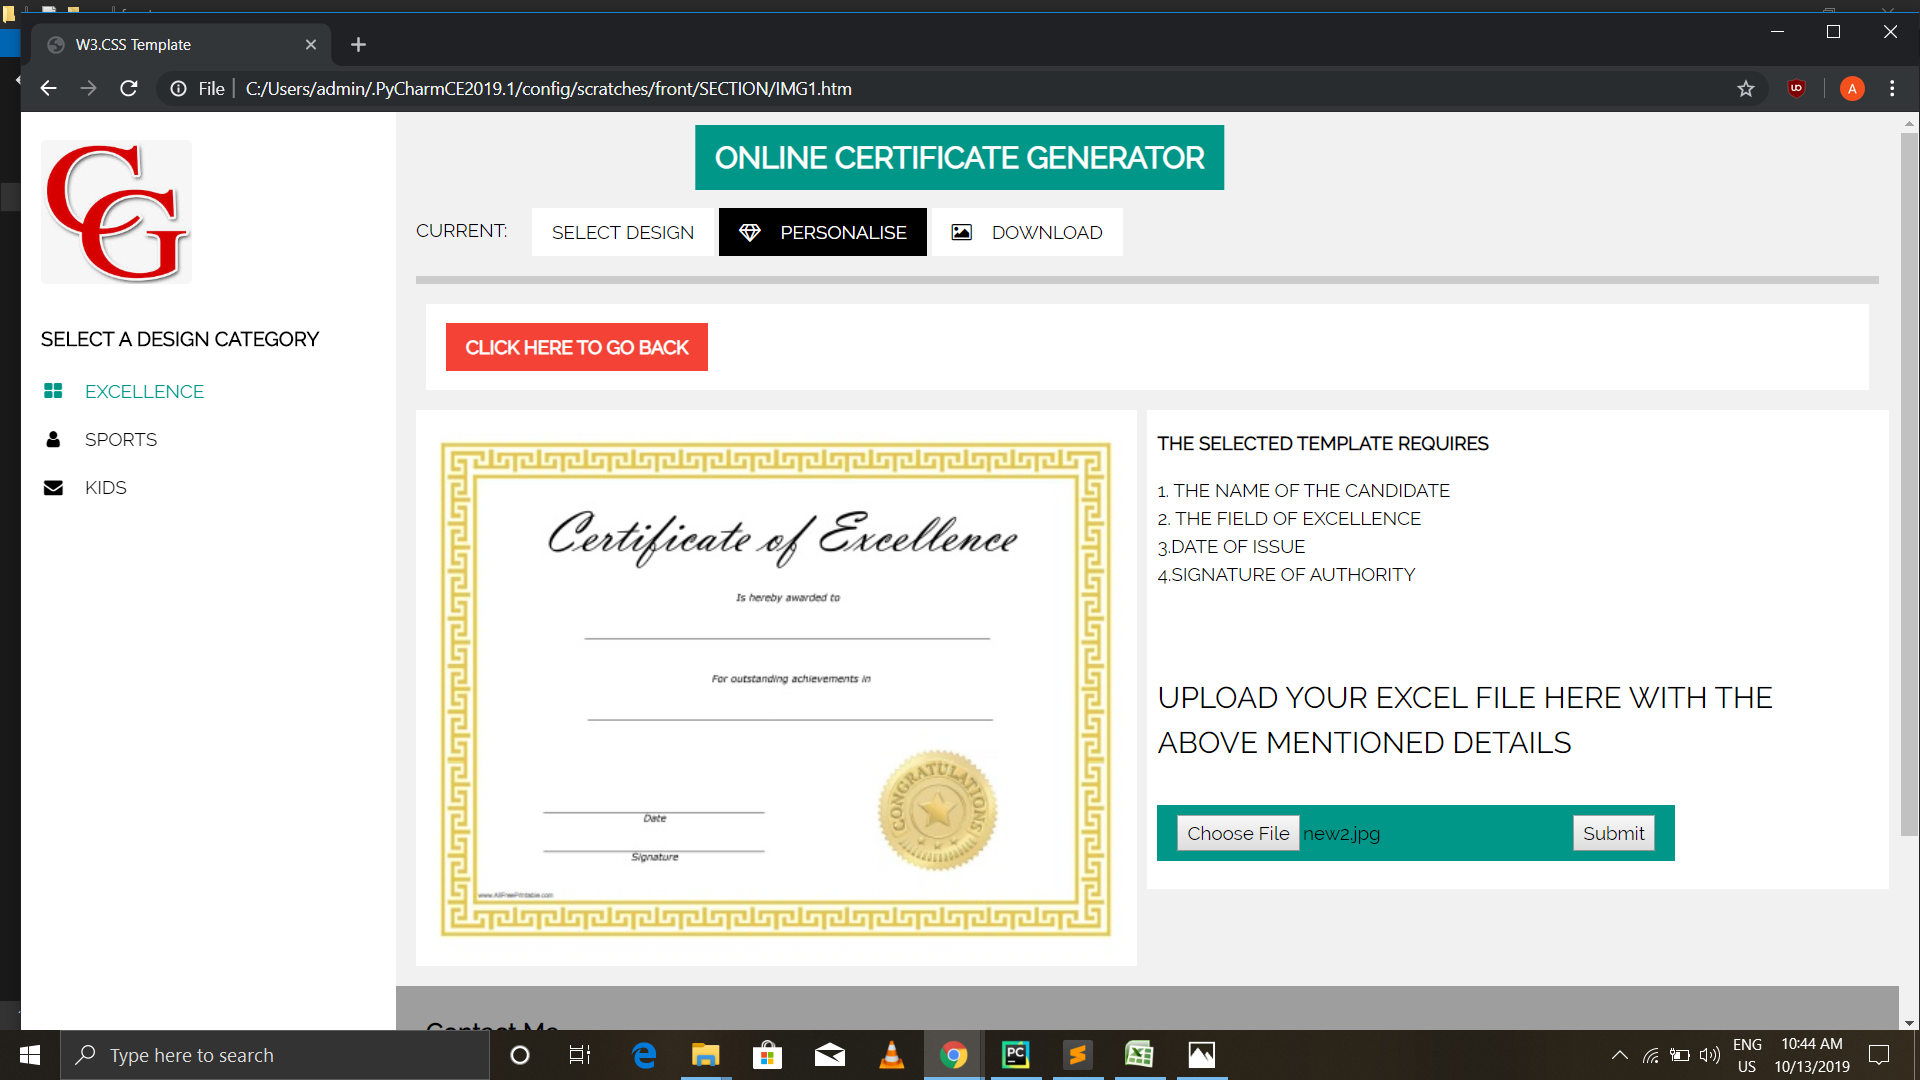 W3.CSS Template
File
C:/Users/admin/.PyCharmCE2019.1/config/scratches/front/SECTION/IMG1.htm
A
CG
ONLINE CERTIFICATE GENERATOR
CURRENT:
SELECT DESIGN
PERSONALISE
DOWNLOAD
SELECT A DESIGN CATEGORY
EXCELLENCE
SPORTS
KIDS
CLICK HERE TO GO BACK
Certificate of Excellence
Is hereby awarded to
For outstanding achievements in
CONGRATULATIONS
Date
Signature
www.AllFreePrintable.com
THE SELECTED TEMPLATE REQUIRES
1. THE NAME OF THE CANDIDATE
2. THE FIELD OF EXCELLENCE
3.DATE OF ISSUE
4.SIGNATURE OF AUTHORITY
UPLOAD YOUR EXCEL FILE HERE WITH THE
ABOVE MENTIONED DETAILS
Choose File new2.jpg
Submit
Contact Me
Type here to search
PC
ENG
US
10:44 AM
10/13/2019